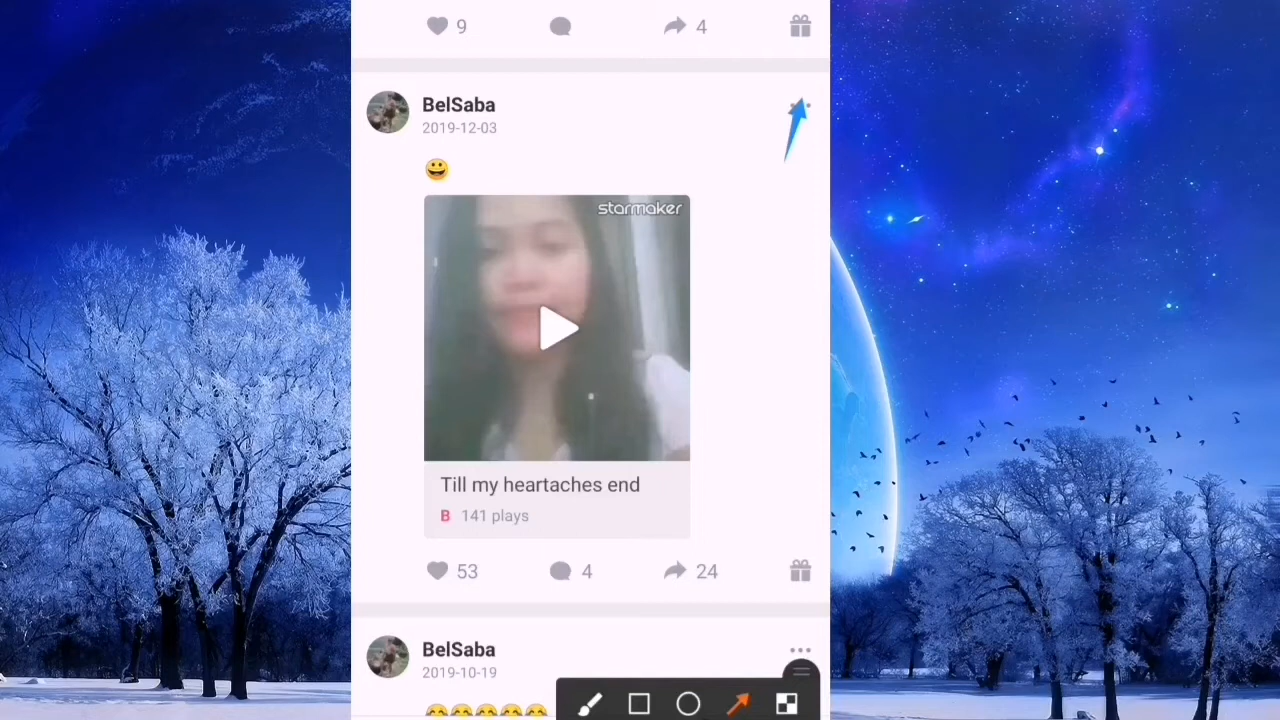 9
4
BelSaba
2019-12-03
starmaker
Till my heartaches end
B 141 plays
53
4
24
BelSaba
2019-10-19